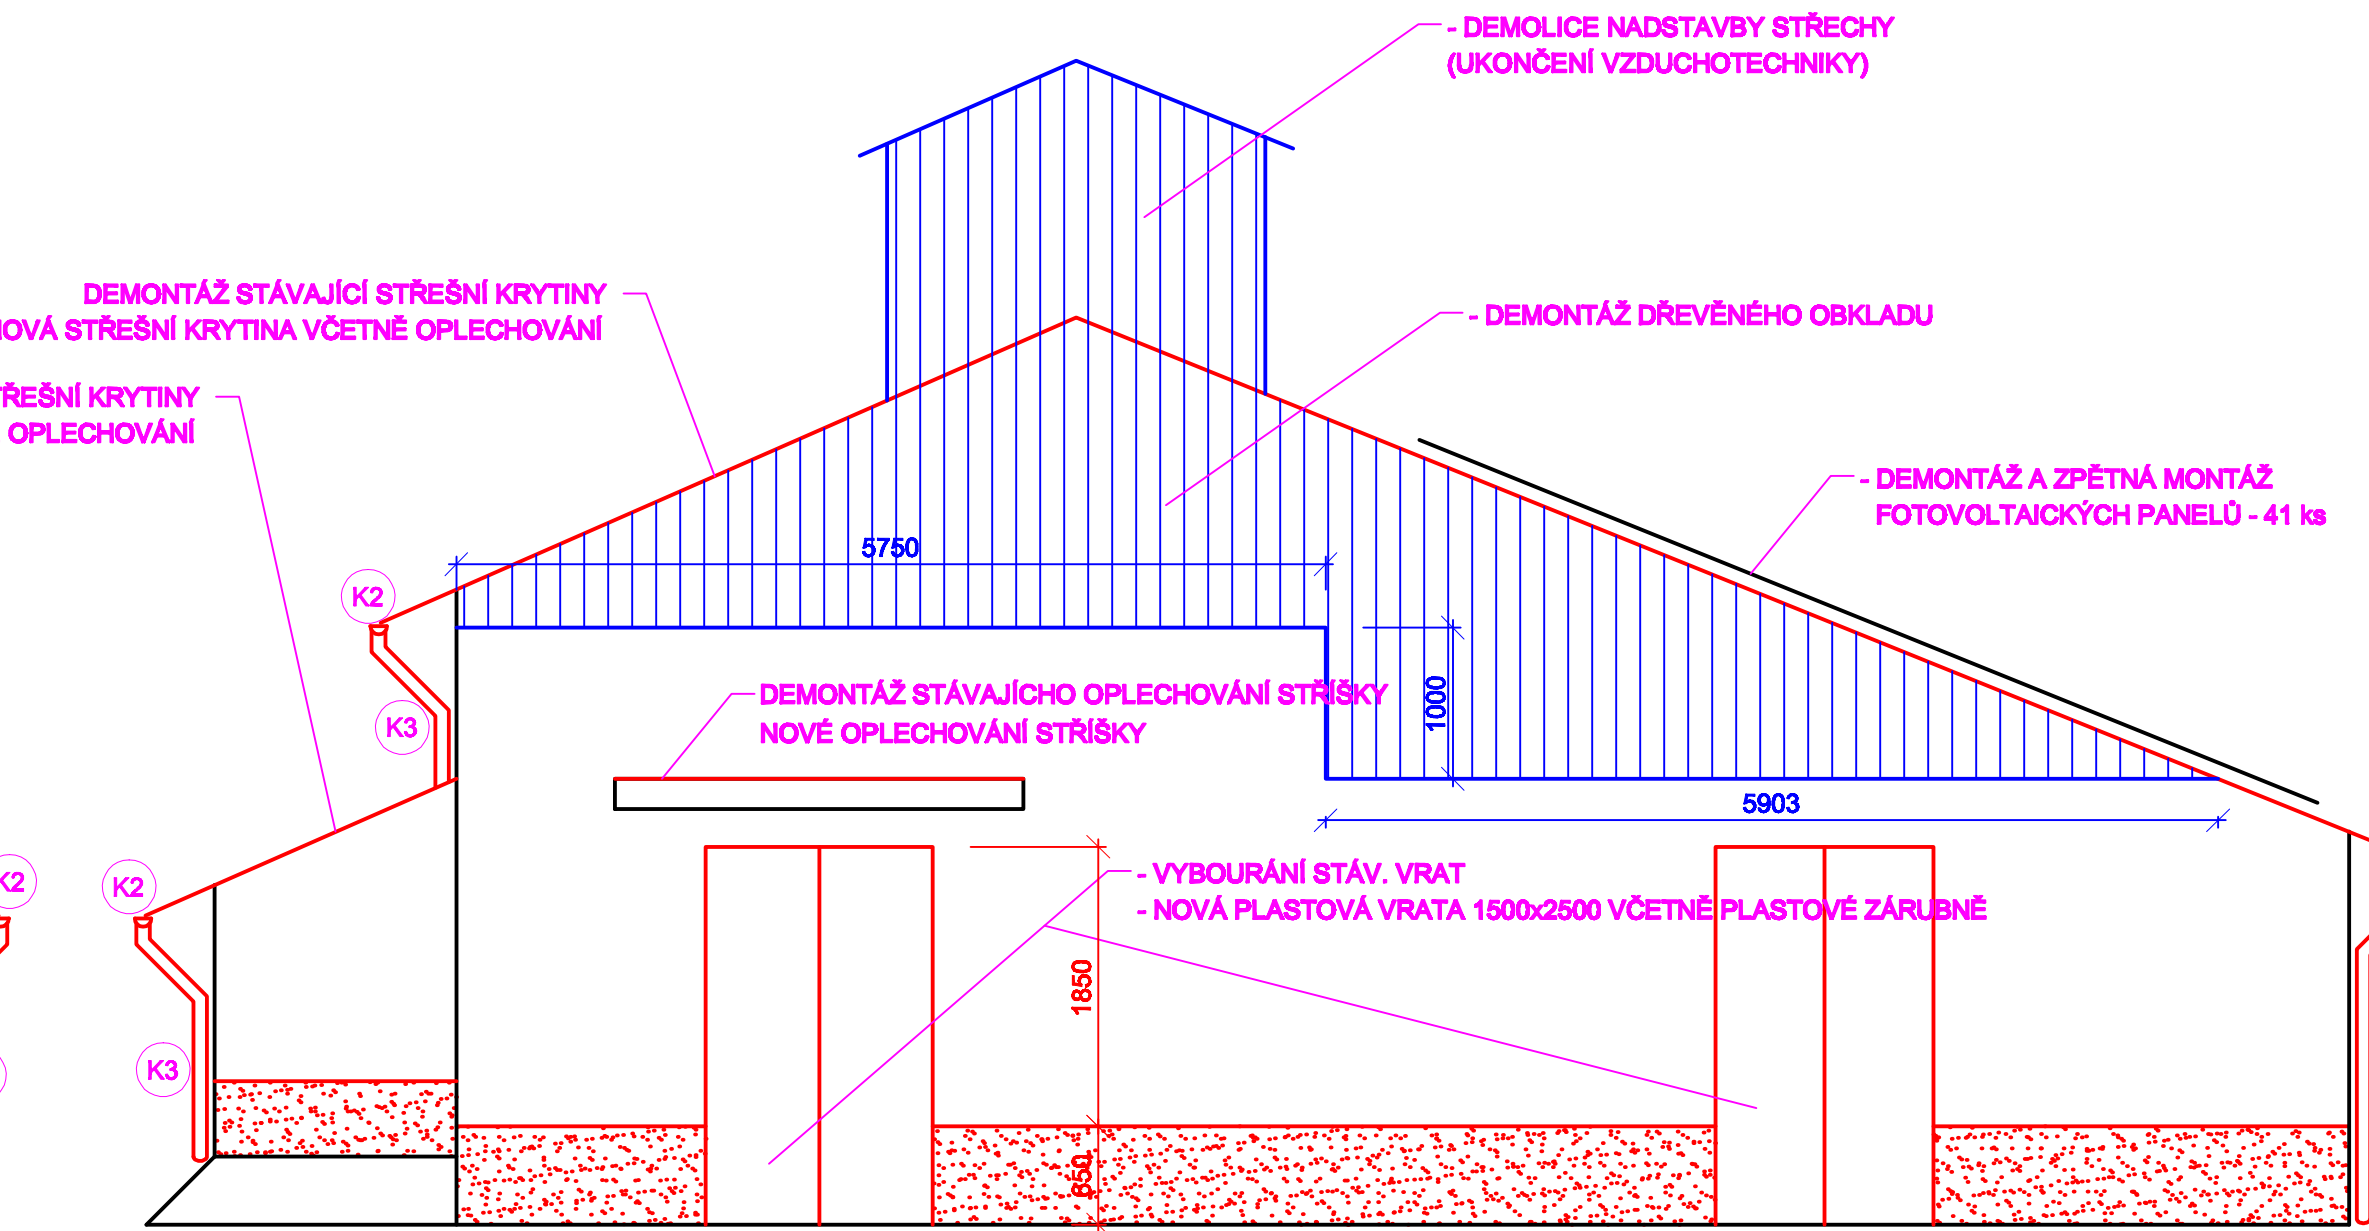 - DEMOLICE NADSTAVBY STŘECHY
(UKONČENÍ VZDUCHOTECHNIKY)
DEMONTÁŽ STÁVAJÍCÍ STŘEŠNÍ KRYTINY
NOVÁ STŘEŠNÍ KRYTINA VČETNĚ OPLECHOVÁNÍ
- DEMONTÁŽ DŘEVĚNÉHO OBKLADU
STŘEŠNÍ KRYTINY
OPLECHOVÁNÍ
- DEMONTÁŽ A ZPĚTNÁ MONTÁŽ
FOTOVOLTAICKÝCH PANELŮ - 41 ks
5750
K2
1000
DEMONTÁŽ STÁVAJÍCHO OPLECHOVÁNÍ STŘÍŠKY
NOVÉ OPLECHOVÁNÍ STŘÍŠKY
K3
5903
- VYBOURÁNÍ STÁV. VRAT
- NOVÁ PLASTOVÁ VRATA 1500x2500 VČETNĚ PLASTOVÉ ZÁRUBNĚ
K2
K2
1850
K3
650